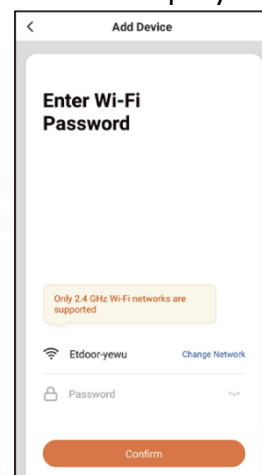 Add Device
Enter Wi-Fi
Password
Only 2.4 GHz Wi-Fi networks are
supported
Etdoor-yewu Change Network
Password
Confirm